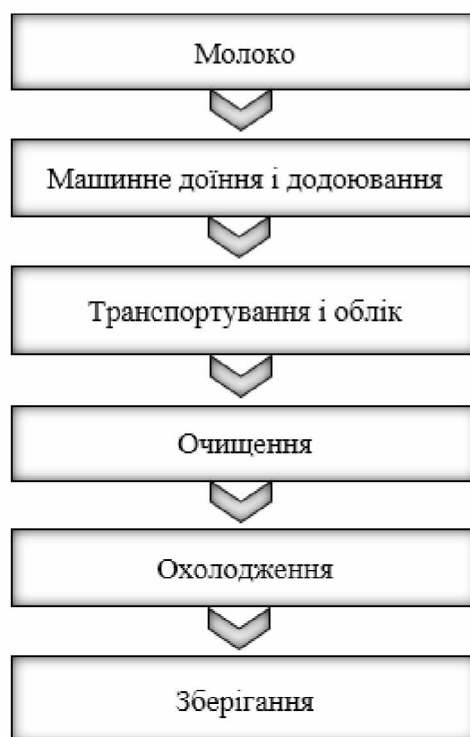 Молоко
Машинне доїння і додоювання
Транспортування і облік
Очищення
Охолодження
Зберігання